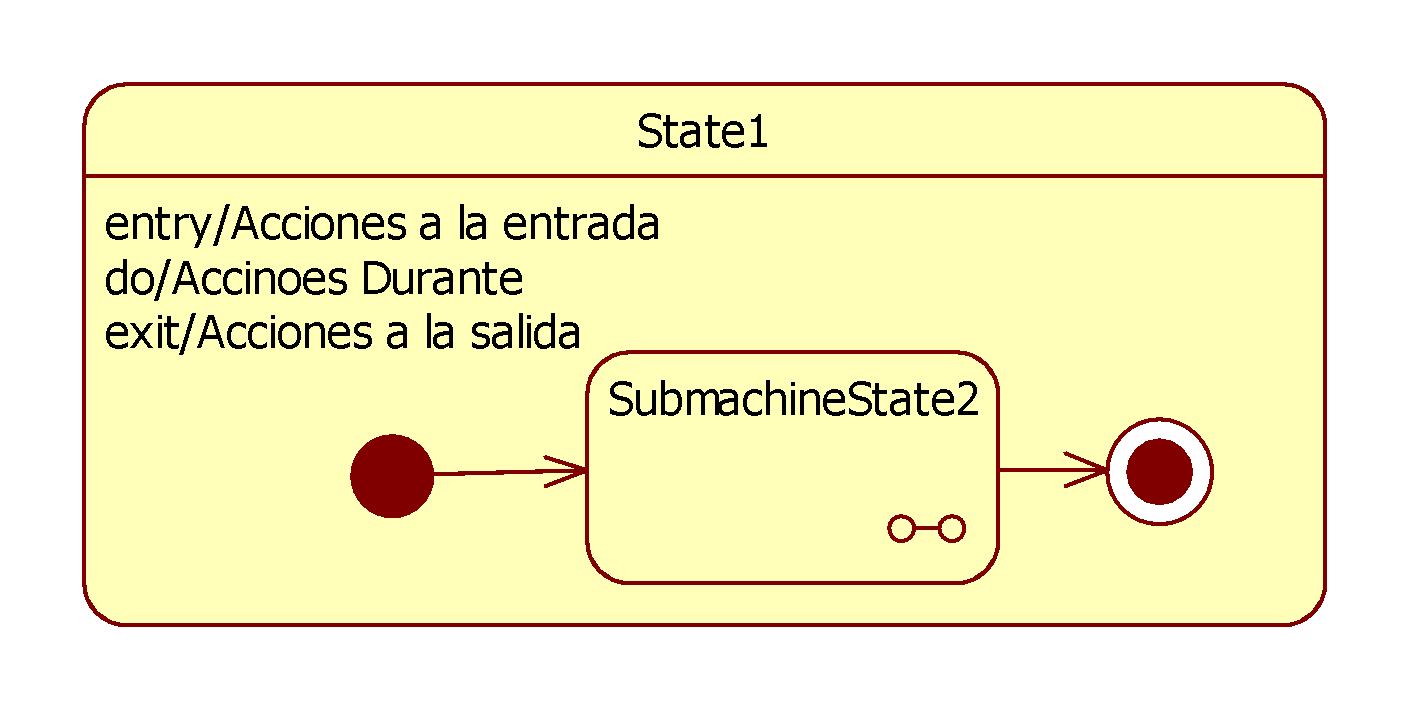 State1
entry/Acciones a la entrada
do/Accinoes Durante
exit/Acciones a la salida
SubmachineState2